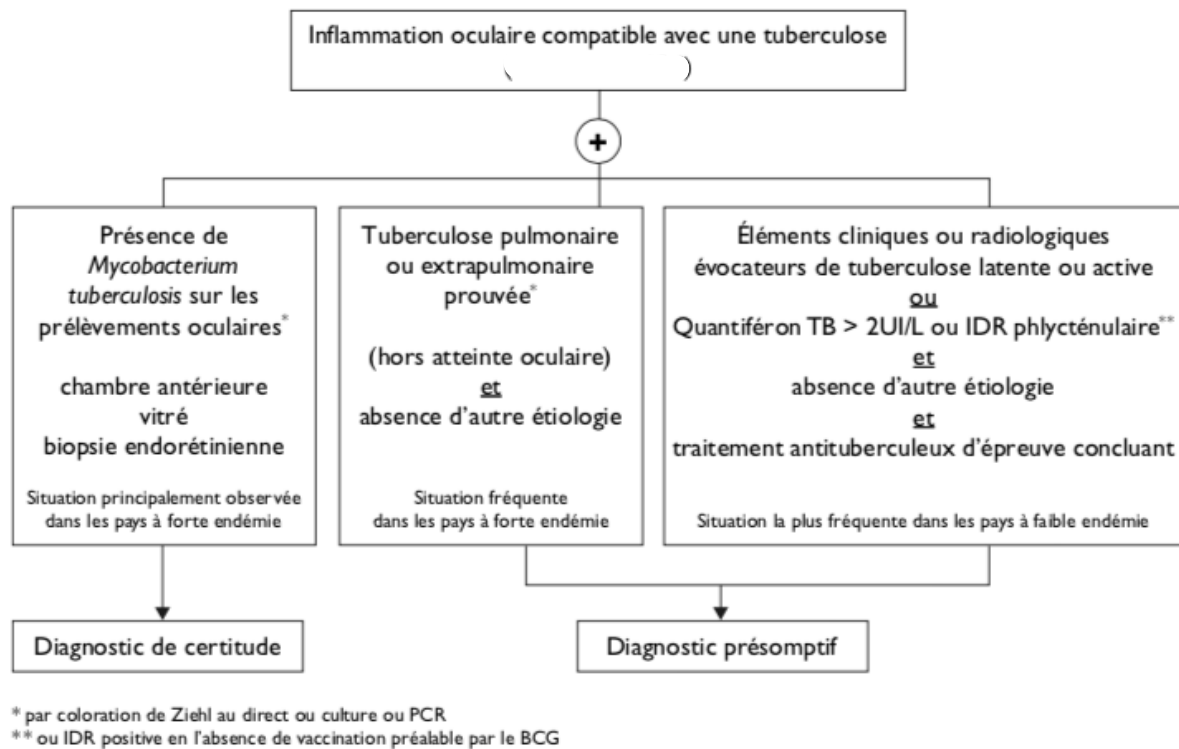 Inflammation oculaire compatible avec une tuberculose
( )
+
Présence de
Mycobacterium
tuberculosis sur les
prélèvements oculaires*
chambre antérieure
vitré
biopsie endorétinienne
Situation principalement observée
dans les pays à forte endémie
Tuberculose pulmonaire
ou extrapulmonaire
prouvée*
(hors atteinte oculaire)
et
absence d'autre étiologie
Situation fréquente
dans les pays à forte endémie
Éléments cliniques ou radiologiques
évocateurs de tuberculose latente ou active
ou
Quantiféron TB > 2UI/L ou IDR phlycténulaire**
et
absence d'autre étiologie
et
traitement antituberculeux d'épreuve concluant
Situation la plus fréquente dans les pays à faible endémie
Diagnostic de certitude
Diagnostic présomptif
* par coloration de Ziehl au direct ou culture ou PCR
** ou IDR positive en l'absence de vaccination préalable par le BCG